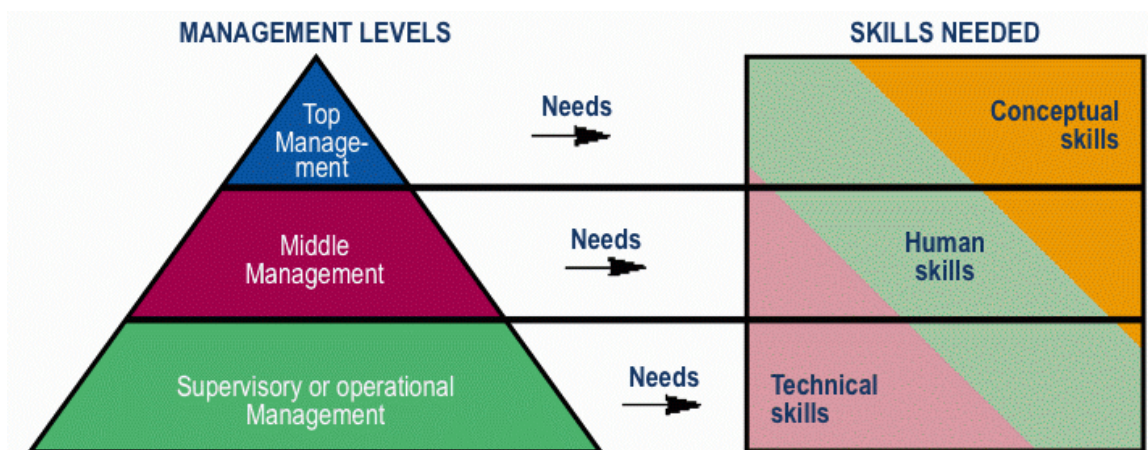 MANAGEMENT LEVELS
SKILLS NEEDED
Top
Manage-
ment
Needs
Conceptual
skills
Middle
Management
Needs
Human
skills
Supervisory or operational
Management
Needs
Technical
skills